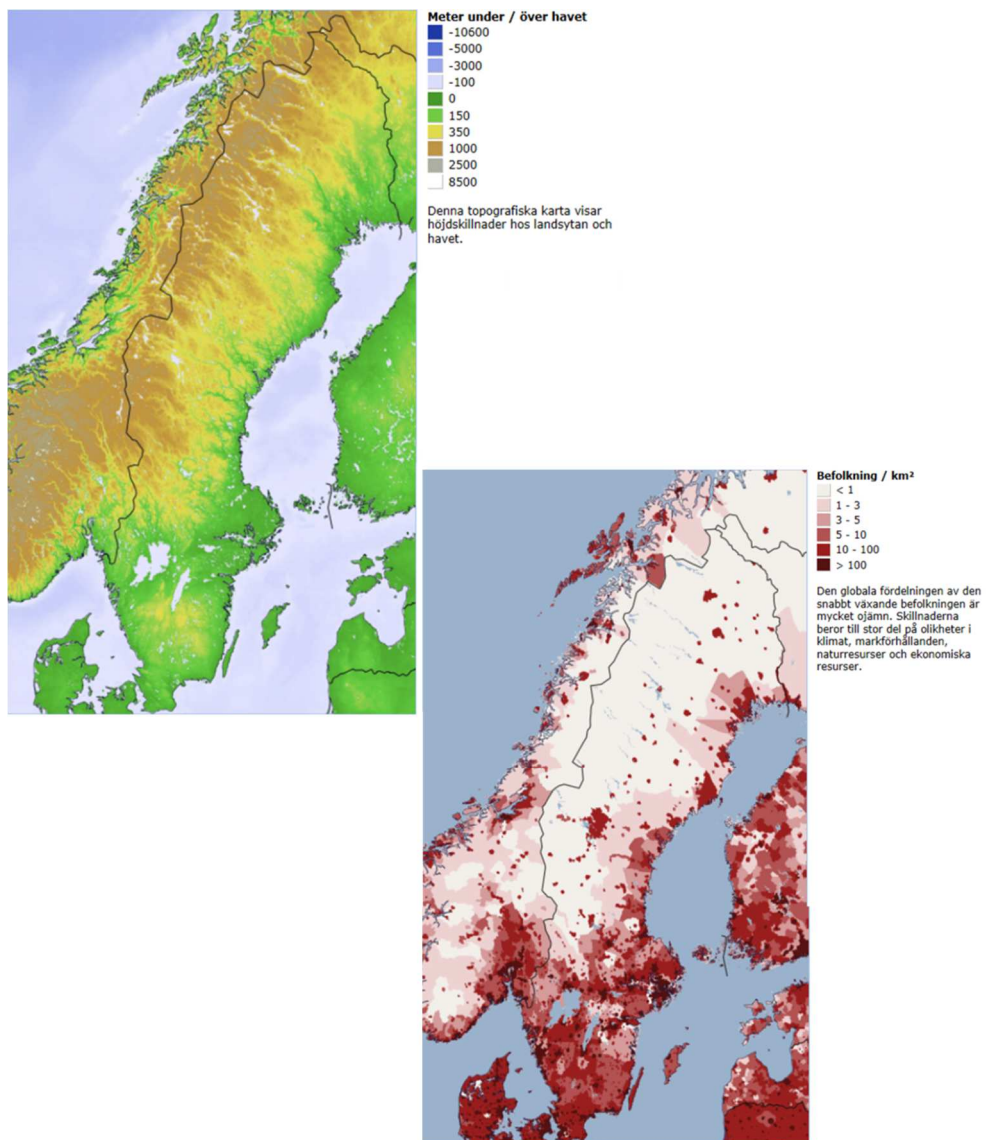 Meter under / över havet
-10600
-5000
-3000
-100
0
150
350
1000
2500
8500
Denna topografiska karta visar
höjdskillnader hos landsytan och
havet.
Befolkning / km²
< 1
1 - 3
3 - 5
5 - 10
10 - 100
> 100
Den globala fördelningen av den
snabbt växande befolkningen är
mycket ojämn. Skillnaderna
beror till stor del på olikheter i
klimat, markförhållanden,
naturresurser och ekonomiska
resurser.